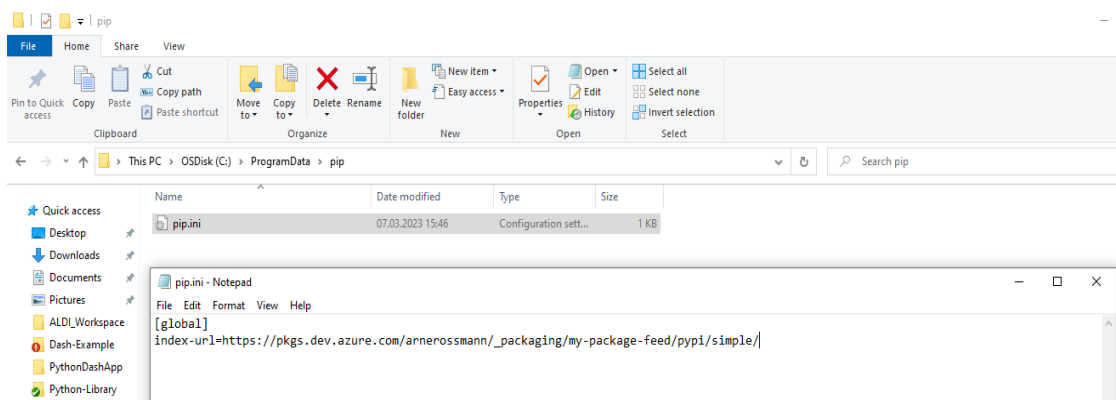 pip
File Home Share View
Pin to Quick access
Copy
Paste
Cut
Copy path
Paste shortcut
Clipboard
Move to
Copy to
Delete
Rename
Organize
New folder
New item
Easy access
New
Properties
Open
Edit
History
Open
Select all
Select none
Invert selection
Select
This PC > OSDisk (C:) > ProgramData > pip
Search pip
Name Date modified Type Size
pip.ini 07.03.2023 15:46 Configuration sett... 1 KB
Quick access
Desktop
Downloads
Documents
Pictures
ALDI_Workspace
Dash-Example
PythonDashApp
Python-Library
pip.ini - Notepad
File Edit Format View Help
[global]
index-url=https://pkgs.dev.azure.com/arnerossmann/_packaging/my-package-feed/pypi/simple/